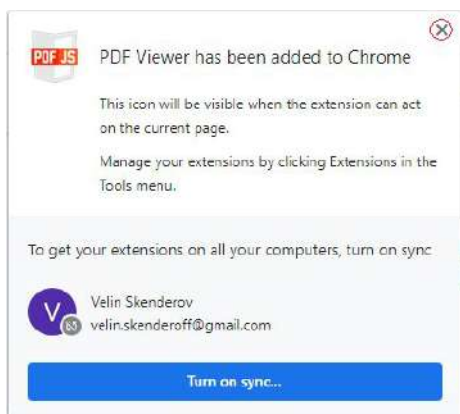 PDF JS
PDF Viewer has been added to Chrome
This icon will be visible when the extension can act
on the current page.
Manage your extensions by clicking Extensions in the
Tools menu.
To get your extensions on all your computers, turn on sync
V
Velin Skenderov
velin.skenderoff@gmail.com
Turn on sync...